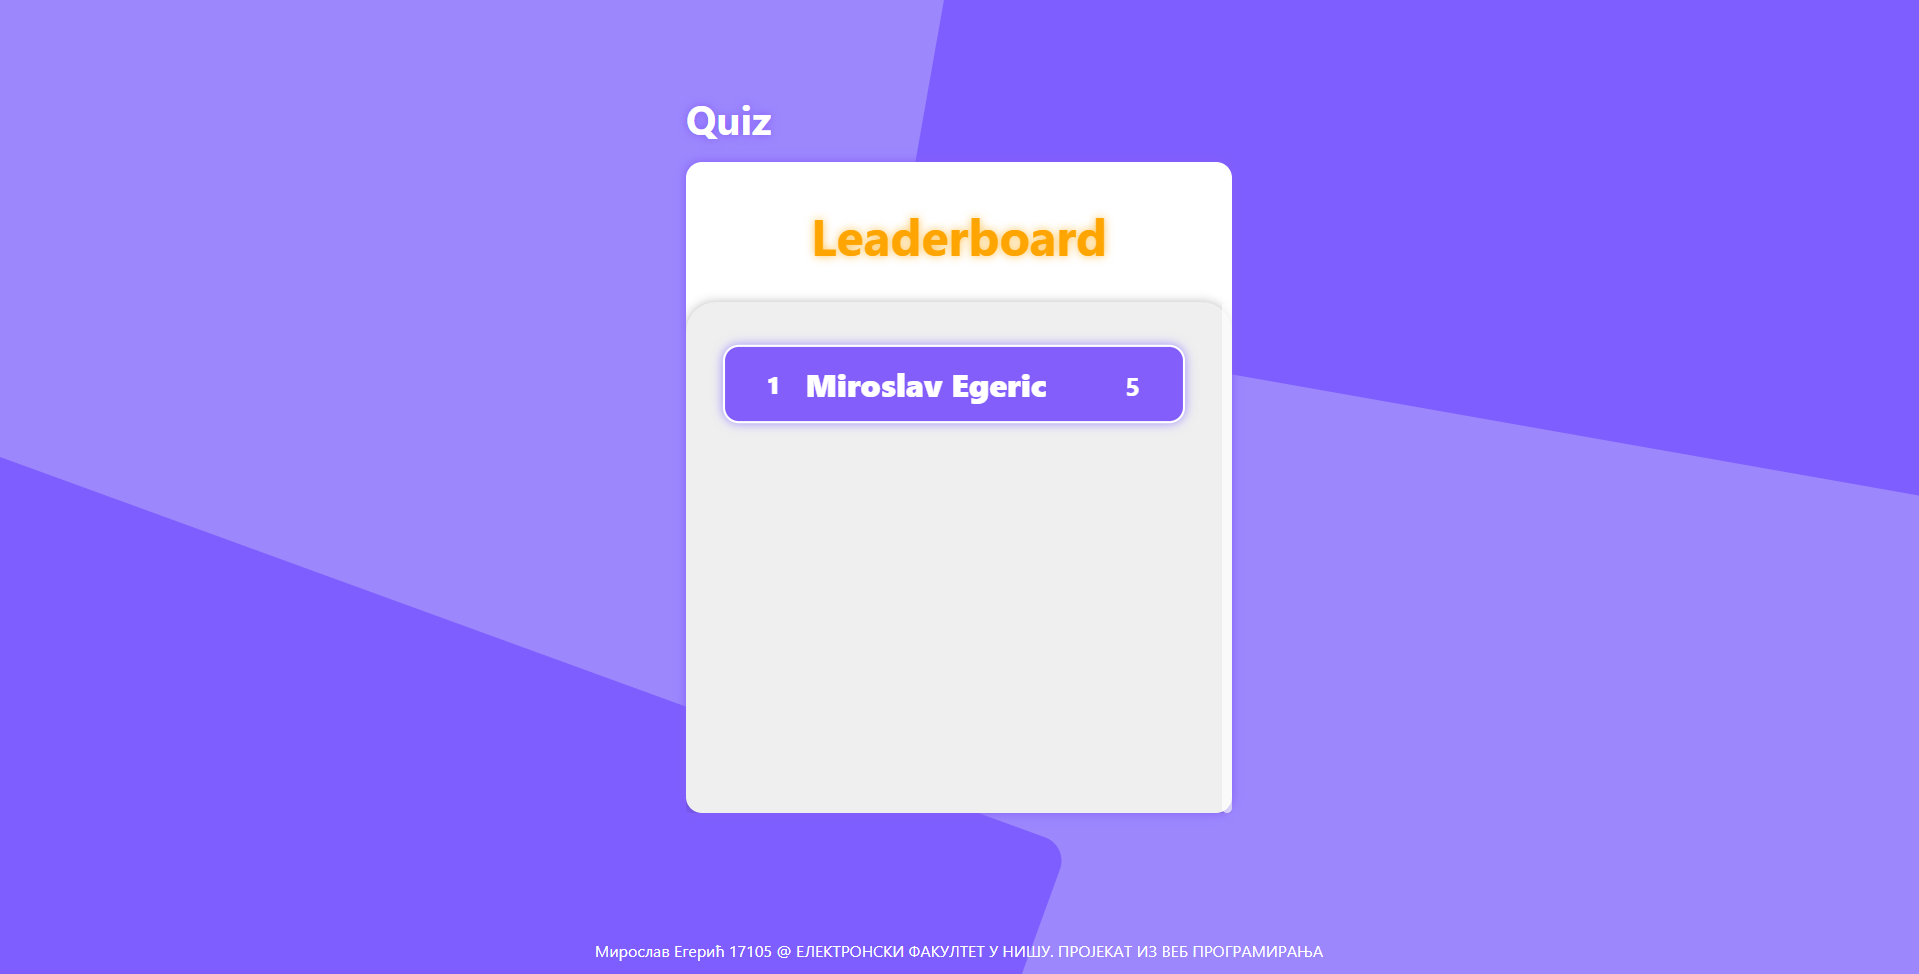 Quiz
Leaderboard
1 Miroslav Egeric 5
Мирослав Егерић 17105 @ ЕЛЕКТРОНСКИ ФАКУЛТЕТ У НИШУ. ПРОЈЕКАТ ИЗ ВЕБ ПРОГРАМИРАЊА